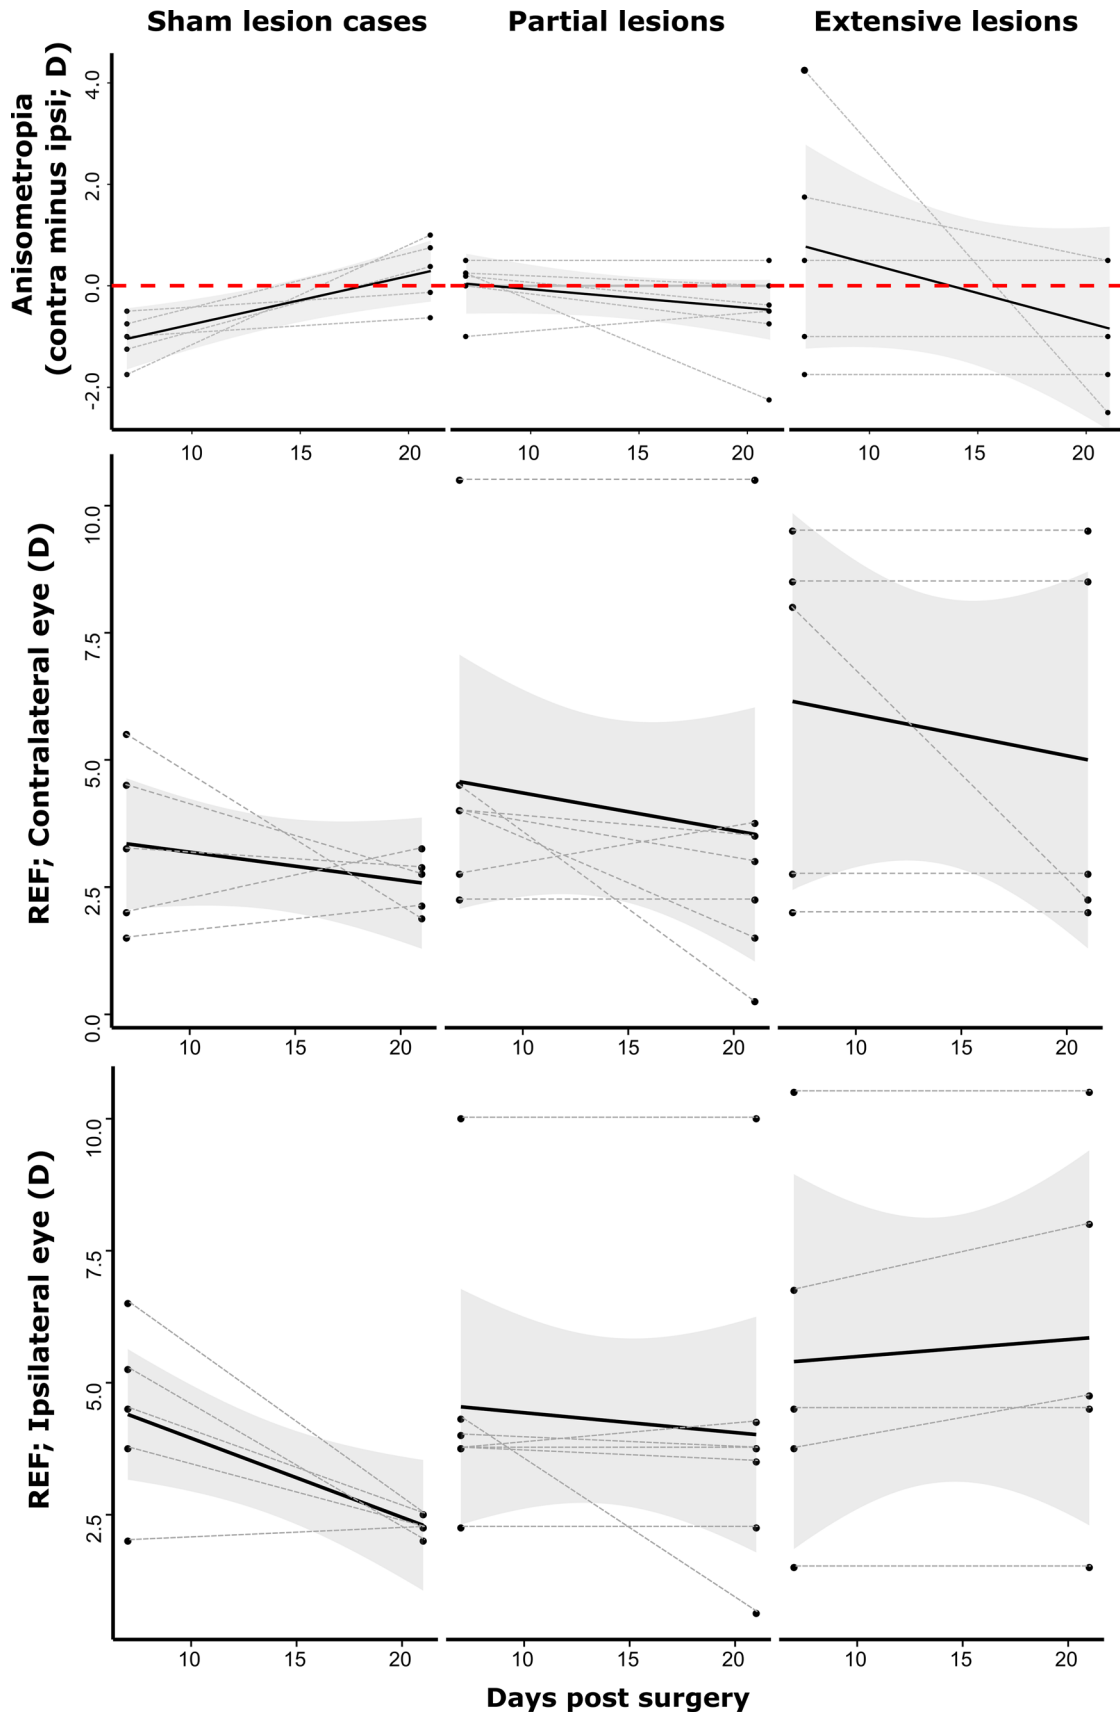 Sham lesion cases Partial lesions Extensive lesions
Anisometropia
(contra minus ipsi; D)
4.0
2.0
0.0
-2.0
10 15 20 10 15 20 10 15 20
REF; Contralateral eye (D)
10.0
7.5
5.0
2.5
0.0
10 15 20 10 15 20 10 15 20
REF; Ipsilateral eye (D)
10.0
7.5
5.0
2.5
10 15 20 10 15 20 10 15 20
Days post surgery